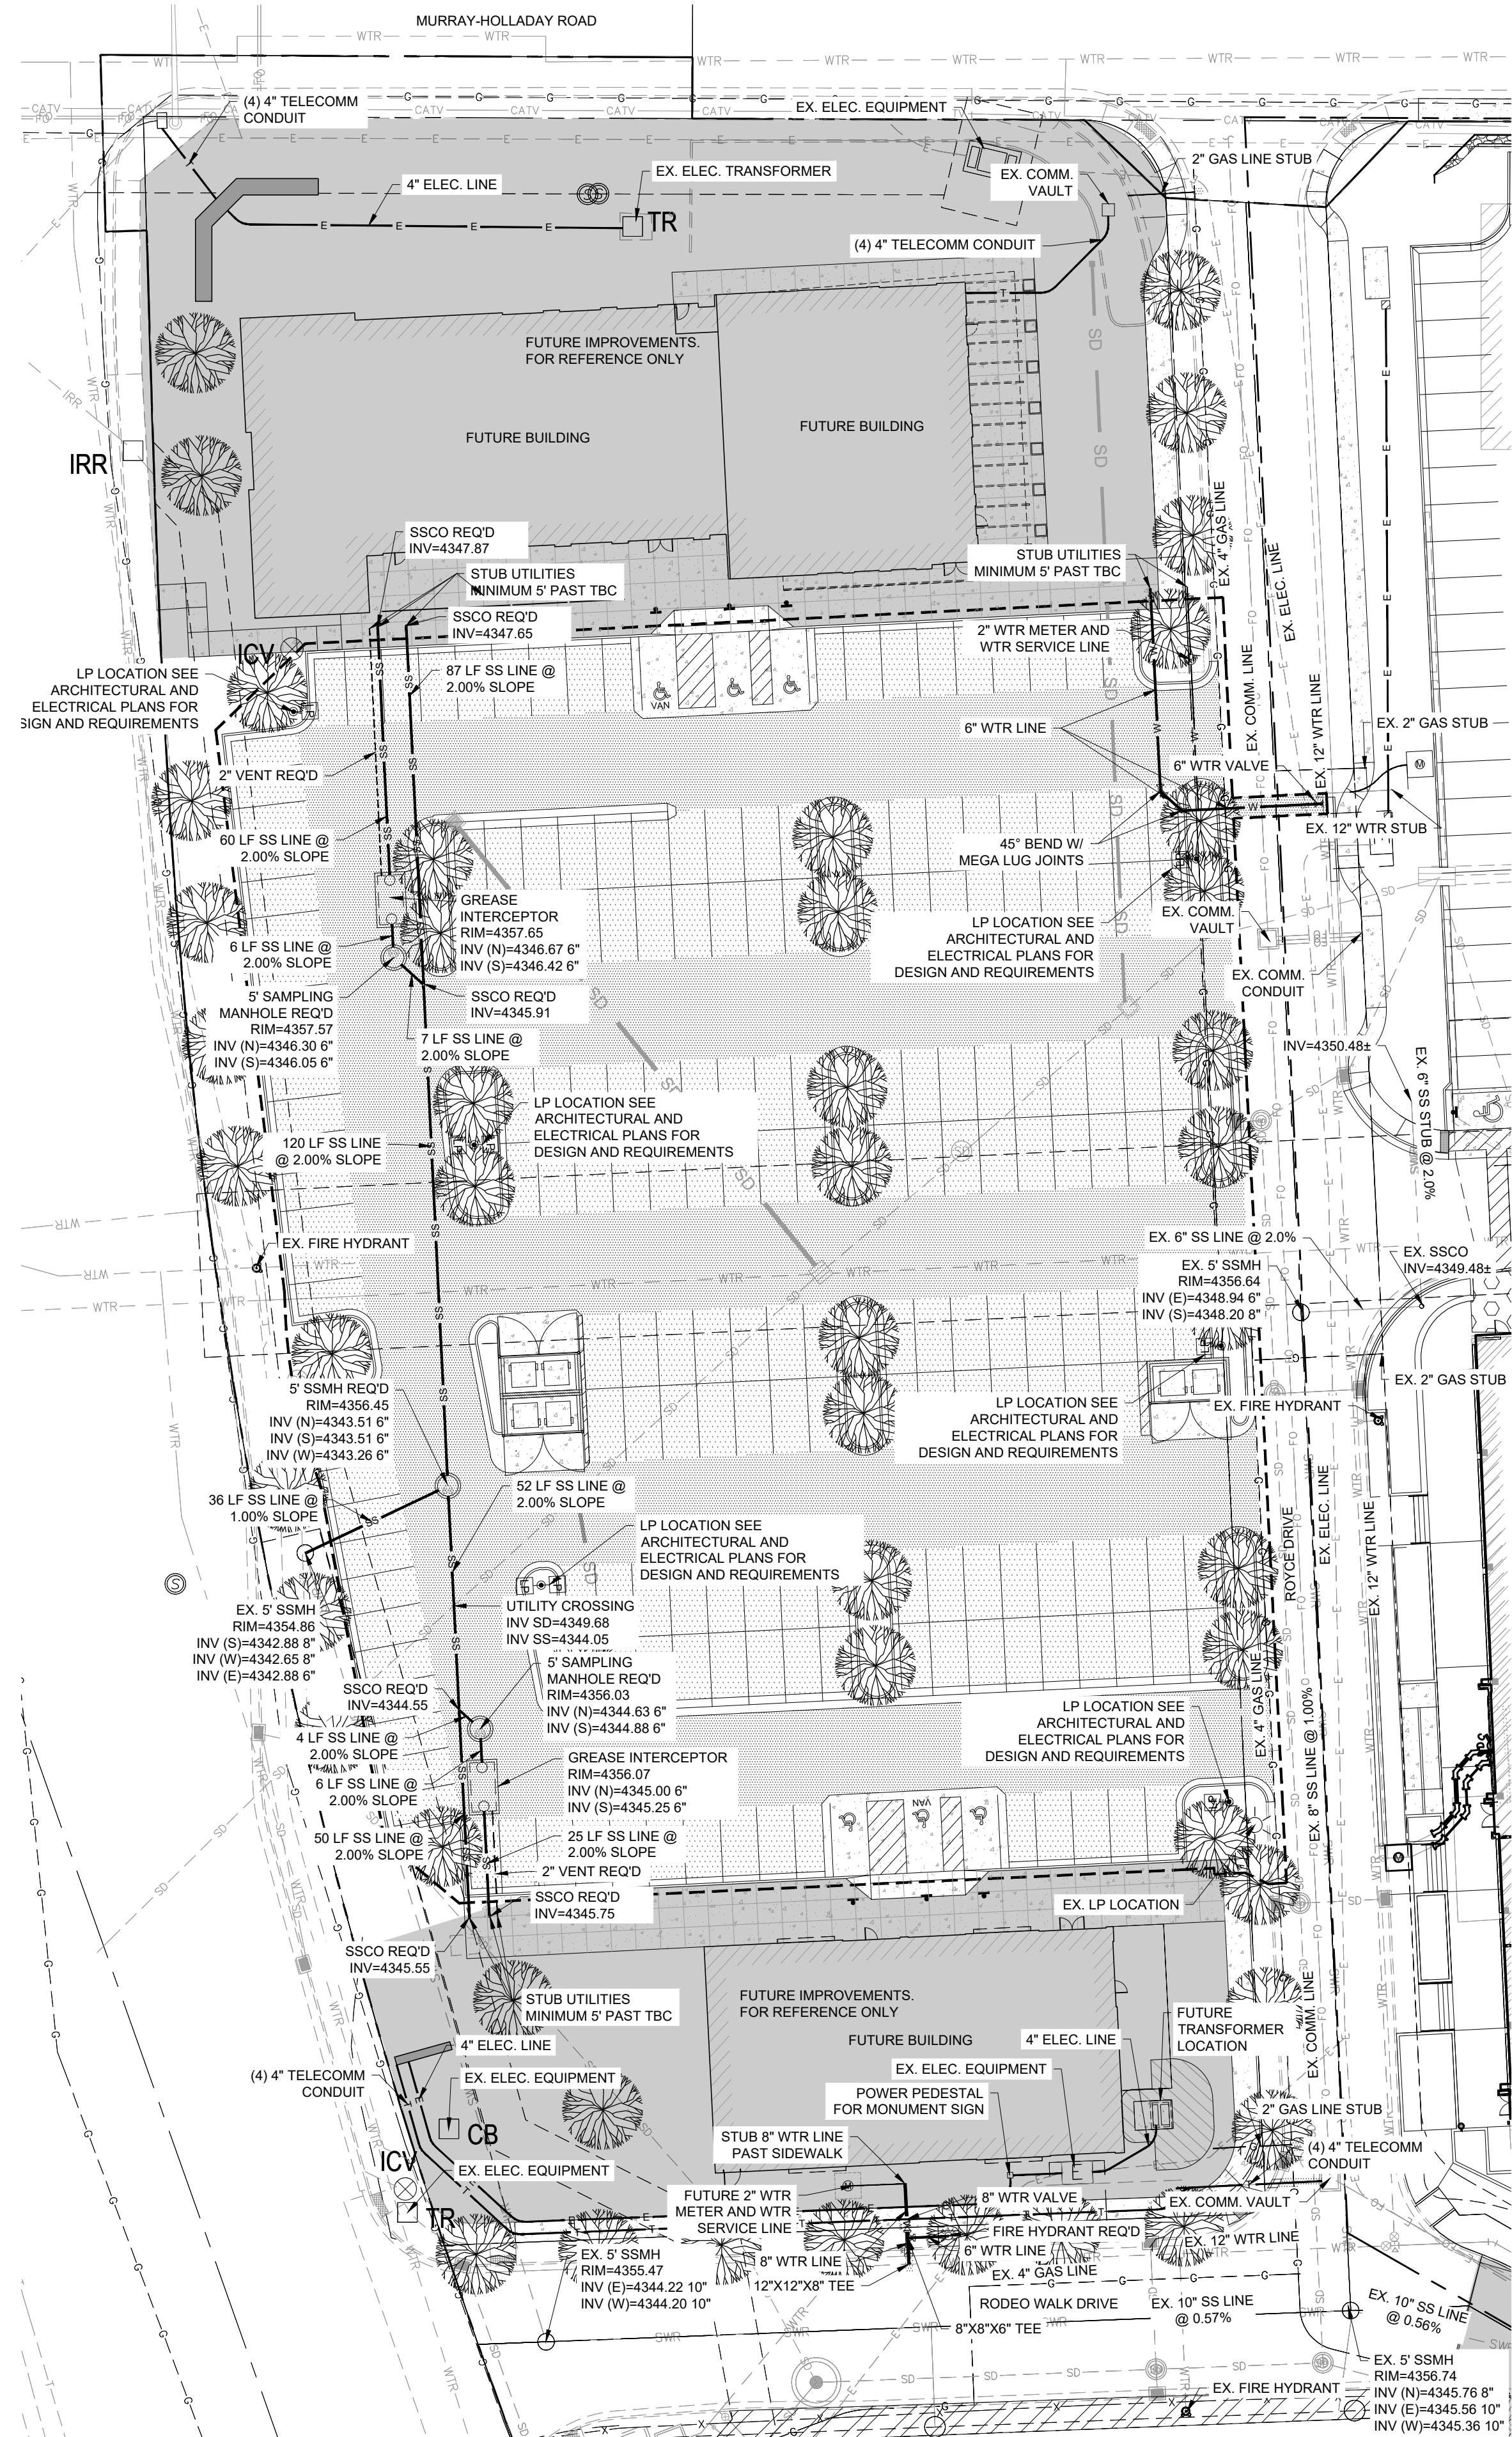 MURRAY-HOLLADAY ROAD
(4) 4" TELECOMM
CONDUIT
EX. ELEC. EQUIPMENT
EX. COMM.
VAULT
2" GAS LINE STUB
EX. ELEC. TRANSFORMER
4" ELEC. LINE
TR
(4) 4" TELECOMM CONDUIT
FUTURE IMPROVEMENTS.
FOR REFERENCE ONLY
FUTURE BUILDING
FUTURE BUILDING
IRR
SSCO REQ'D
INV=4347.87
STUB UTILITIES
MINIMUM 5' PAST TBC
SSCO REQ'D
INV=4347.65
STUB UTILITIES
MINIMUM 5' PAST TBC
EX. 4" GAS LINE
EX. ELEC. LINE
2" WTR METER AND
WTR SERVICE LINE
ICV
LP LOCATION SEE
ARCHITECTURAL AND
ELECTRICAL PLANS FOR
SIGN AND REQUIREMENTS
87 LF SS LINE @
2.00% SLOPE
VAN
6" WTR LINE
EX. COMM. LINE
EX. 12" WTR LINE
EX. 2" GAS STUB
2" VENT REQ'D
6" WTR VALVE
60 LF SS LINE @
2.00% SLOPE
45° BEND W/
MEGA LUG JOINTS
EX. 12" WTR STUB
GREASE
INTERCEPTOR
RIM=4357.65
INV (N)=4346.67 6"
INV (S)=4346.42 6"
LP LOCATION SEE
ARCHITECTURAL AND
ELECTRICAL PLANS FOR
DESIGN AND REQUIREMENTS
EX. COMM.
VAULT
6 LF SS LINE @
2.00% SLOPE
EX. COMM.
CONDUIT
5' SAMPLING
MANHOLE REQ'D
RIM=4357.57
INV (N)=4346.30 6"
INV (S)=4346.05 6"
SSCO REQ'D
INV=4345.91
7 LF SS LINE @
2.00% SLOPE
INV=4350.48±
EX. 6" SS STUB @ 2.0%
LP LOCATION SEE
ARCHITECTURAL AND
ELECTRICAL PLANS FOR
DESIGN AND REQUIREMENTS
120 LF SS LINE
@ 2.00% SLOPE
EX. FIRE HYDRANT
EX. 6" SS LINE @ 2.0%
EX. SSCO
INV=4349.48±
EX. 5' SSMH
RIM=4356.64
INV (E)=4348.94 6"
INV (S)=4348.20 8"
5' SSMH REQ'D
RIM=4356.45
INV (N)=4343.51 6"
INV (S)=4343.51 6"
INV (W)=4343.26 6"
EX. 2" GAS STUB
LP LOCATION SEE
ARCHITECTURAL AND
ELECTRICAL PLANS FOR
DESIGN AND REQUIREMENTS
EX. FIRE HYDRANT
36 LF SS LINE @
1.00% SLOPE
52 LF SS LINE @
2.00% SLOPE
LP LOCATION SEE
ARCHITECTURAL AND
ELECTRICAL PLANS FOR
DESIGN AND REQUIREMENTS
ROYCE DRIVE
EX. ELEC. LINE
EX. 12" WTR LINE
EX. 5' SSMH
RIM=4354.86
INV (S)=4342.88 8"
INV (W)=4342.65 8"
INV (E)=4342.88 6"
UTILITY CROSSING
INV SD=4349.68
INV SS=4344.05
SSCO REQ'D
INV=4344.55
5' SAMPLING
MANHOLE REQ'D
RIM=4356.03
INV (N)=4344.63 6"
INV (S)=4344.88 6"
EX. 4" GAS LINE
EX. 8" SS LINE @ 1.00%
LP LOCATION SEE
ARCHITECTURAL AND
ELECTRICAL PLANS FOR
DESIGN AND REQUIREMENTS
4 LF SS LINE @
2.00% SLOPE
GREASE INTERCEPTOR
RIM=4356.07
INV (N)=4345.00 6"
INV (S)=4345.25 6"
6 LF SS LINE @
2.00% SLOPE
VAN
50 LF SS LINE @
2.00% SLOPE
25 LF SS LINE @
2.00% SLOPE
2" VENT REQ'D
SSCO REQ'D
INV=4345.75
EX. LP LOCATION
SSCO REQ'D
INV=4345.55
STUB UTILITIES
MINIMUM 5' PAST TBC
FUTURE IMPROVEMENTS.
FOR REFERENCE ONLY
FUTURE BUILDING
FUTURE
TRANSFORMER
LOCATION
EX. COMM. LINE
4" ELEC. LINE
4" ELEC. LINE
(4) 4" TELECOMM
CONDUIT
EX. ELEC. EQUIPMENT
EX. ELEC. EQUIPMENT
POWER PEDESTAL
FOR MONUMENT SIGN
CB
2" GAS LINE STUB
STUB 8" WTR LINE
PAST SIDEWALK
(4) 4" TELECOMM
CONDUIT
ICV
EX. ELEC. EQUIPMENT
TR
FUTURE 2" WTR
METER AND WTR
SERVICE LINE
8" WTR VALVE
EX. COMM. VAULT
FIRE HYDRANT REQ'D
6" WTR LINE
EX. 12" WTR LINE
EX. 5' SSMH
RIM=4355.47
INV (E)=4344.22 10"
INV (W)=4344.20 10"
8" WTR LINE
EX. 4" GAS LINE
12"X12"X8" TEE
RODEO WALK DRIVE
EX. 10" SS LINE
@ 0.57%
EX. 10" SS LINE
@ 0.56%
8"X8"X6" TEE
EX. 5' SSMH
RIM=4356.74
INV (N)=4345.76 8"
INV (E)=4345.56 10"
INV (W)=4345.36 10"
EX. FIRE HYDRANT